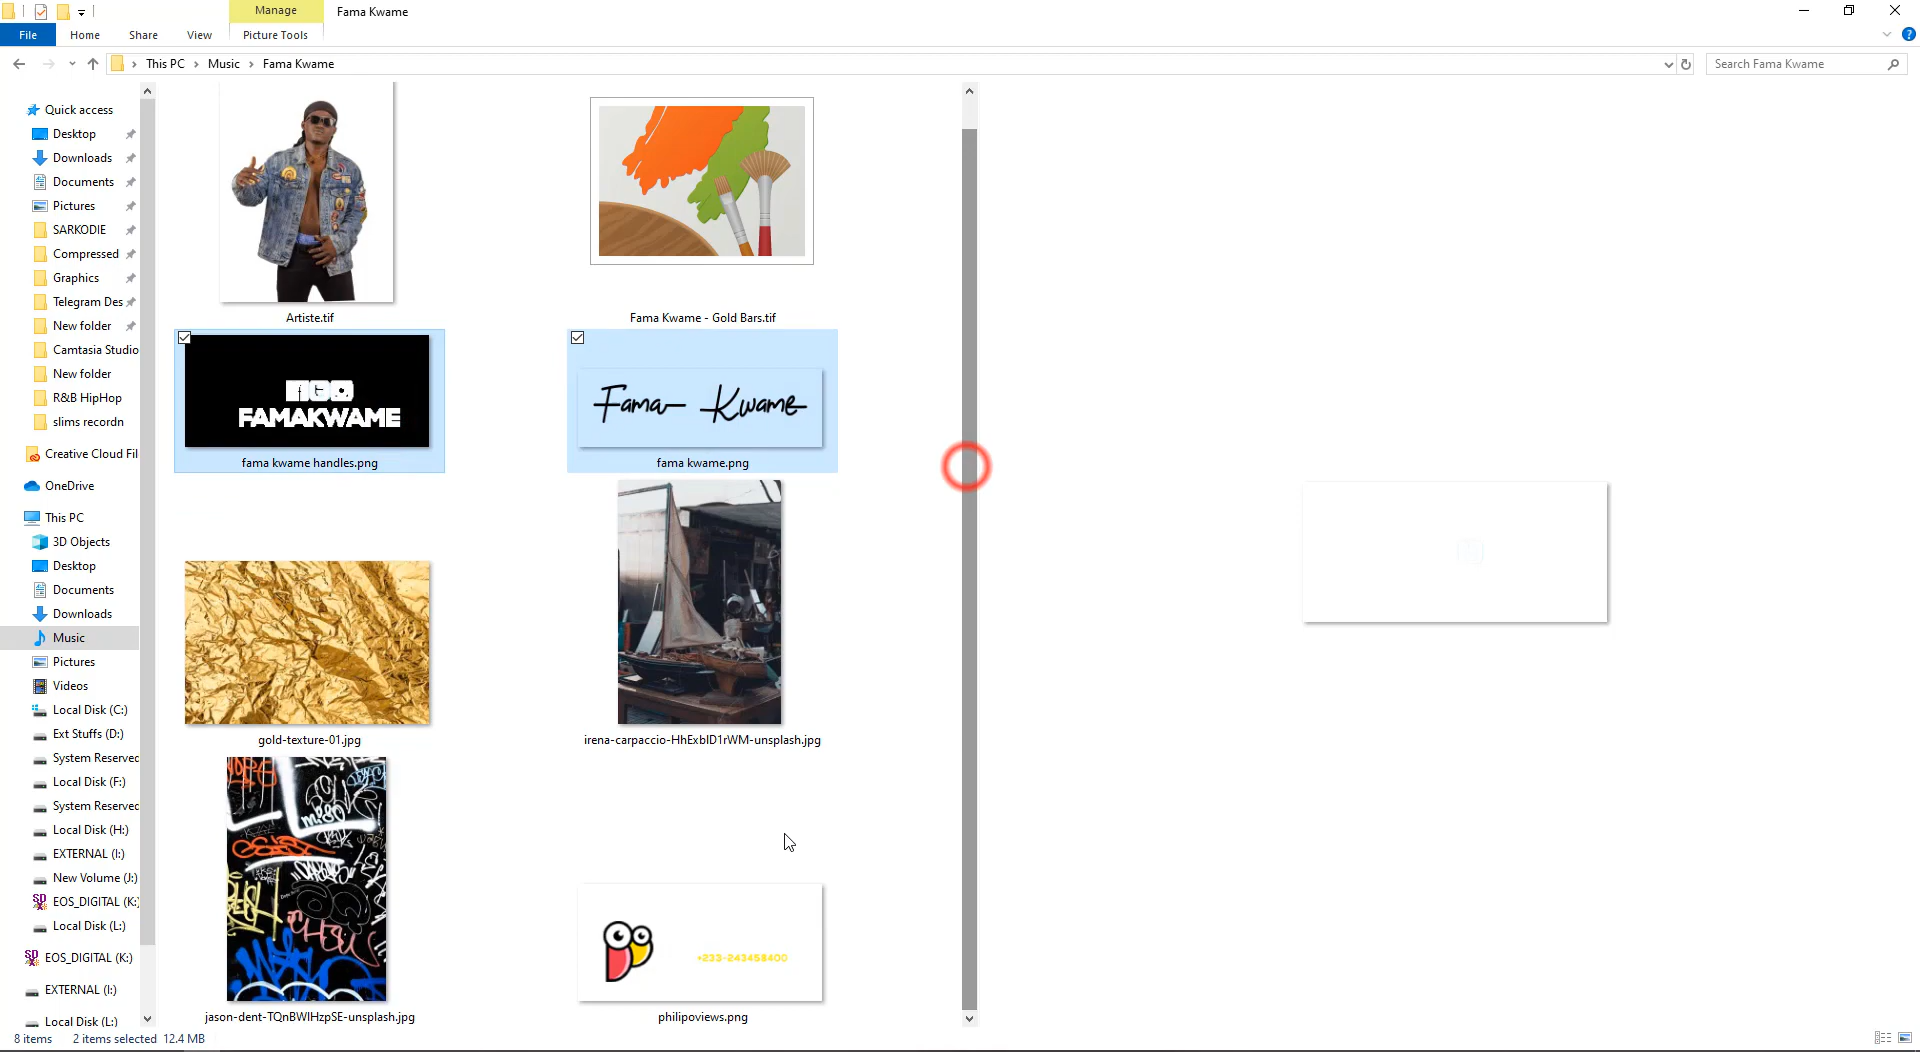 Manage
Fama Kwame
File
Home
Share
View
Picture Tools
This PC
Music
Fama Kwame
Search Fama Kwame
Quick access
Desktop
Downloads
Documents
Pictures
SARKODIE
Compressed
Graphics
Telegram Des
New folder
Camtasia Studio
New folder
R&B HipHop
slims recordn
Creative Cloud Fil
OneDrive
This PC
3D Objects
Desktop
Documents
Downloads
Music
Pictures
Videos
Local Disk (C:)
Ext Stuffs (D:)
System Reserved
Local Disk (F:)
System Reserved
Local Disk (H:)
EXTERNAL (I:)
New Volume (J:)
EOS_DIGITAL (K:)
Local Disk (L:)
EOS_DIGITAL (K:)
EXTERNAL (I:)
Local Disk (L:)
Artiste.tif
Fama Kwame - Gold Bars.tif
FAMAKWAME
fama kwame handles.png
Fama Kwame
fama kwame.png
gold-texture-01.jpg
irena-carpaccio-HhExbID1rWM-unsplash.jpg
jason-dent-TQnBWIHzpSE-unsplash.jpg
+233-243458400
philipoviews.png
8 items
2 items selected
12.4 MB